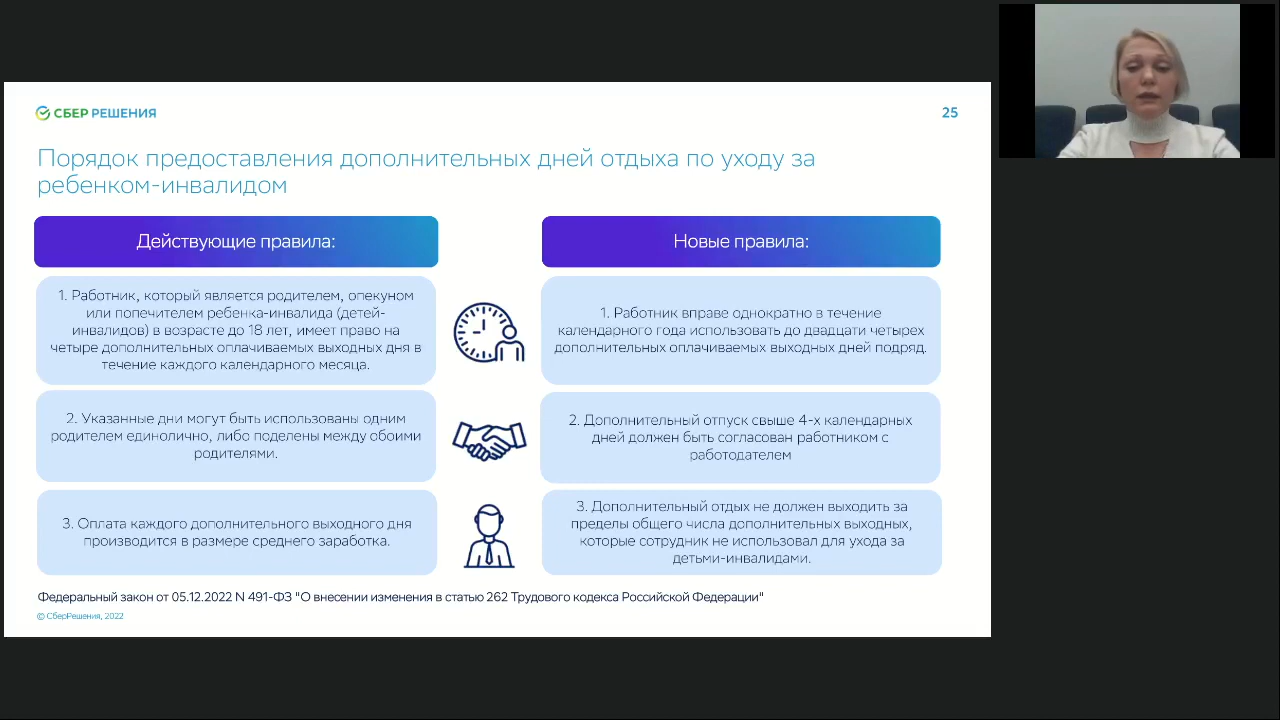 СБЕР РЕШЕНИЯ
25
Порядок предоставления дополнительных дней отдыха по уходу за
ребенком-инвалидом
Действующие правила:
Новые правила:
1. Работник, который является родителем, опекуном
или попечителем ребенка-инвалида (детей-
инвалидов) в возрасте до 18 лет, имеет право на
четыре дополнительных оплачиваемых выходных дня в
течение каждого календарного месяца.
1. Работник вправе однократно в течение
календарного года использовать до двадцати четырех
дополнительных оплачиваемых выходных дней подряд.
2. Указанные дни могут быть использованы одним
родителем единолично, либо поделены между обоими
родителями.
2. Дополнительный отпуск свыше 4-х календарных
дней должен быть согласован работником с
работодателем
3. Оплата каждого дополнительного выходного дня
производится в размере среднего заработка.
3. Дополнительный отдых не должен выходить за
пределы общего числа дополнительных выходных,
которые сотрудник не использовал для ухода за
детьми-инвалидами.
Федеральный закон от 05.12.2022 N 491-ФЗ "О внесении изменения в статью 262 Трудового кодекса Российской Федерации"
© СберРешения, 2022